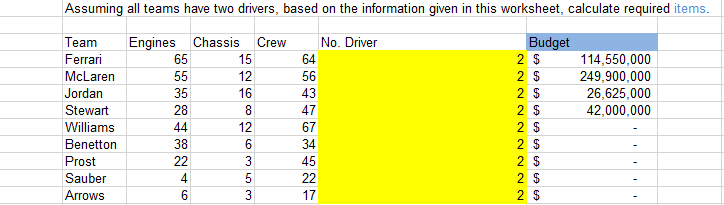 Assuming all teams have two drivers, based on the information given in this worksheet, calculate required items.
Team Engines Chassis Crew No. Driver Budget
Ferrari 65 15 64 2 $ 114,550,000
McLaren 55 12 56 2 $ 249,900,000
Jordan 35 16 43 2 $ 26,625,000
Stewart 28 8 47 2 $ 42,000,000
Williams 44 12 67 2 $ -
Benetton 38 6 34 2 $ -
Prost 22 3 45 2 $ -
Sauber 4 5 22 2 $ -
Arrows 6 3 17 2 $ -